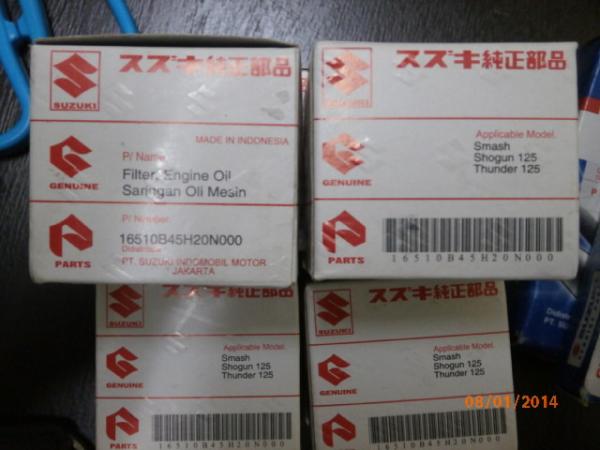 スズキ純正部品
SUZUKI
MADE IN INDONESIA
P/ Name
Filter, Engine Oil
Saringan Oli Mesin
GENUINE
P/ Number
16510B45H20N000
PT. SUZUKI INDOMOBIL MOTOR
JAKARTA
PARTS
スズキ純正部品
Applicable Model.
Smash
Shogun 125
Thunder 125
GENUINE
16510B45H20N000
PARTS
スズキ純正部品
SUZUKI
Applicable Model.
Smash
Shogun 125
Thunder 125
GENUINE
PARTS
16510B45H20N000
スズキ純正部品
SUZUKI
Applicable Model.
Smash
Shogun 125
Thunder 125
GENUINE
PARTS
16510B45H20N000
08/01/2014